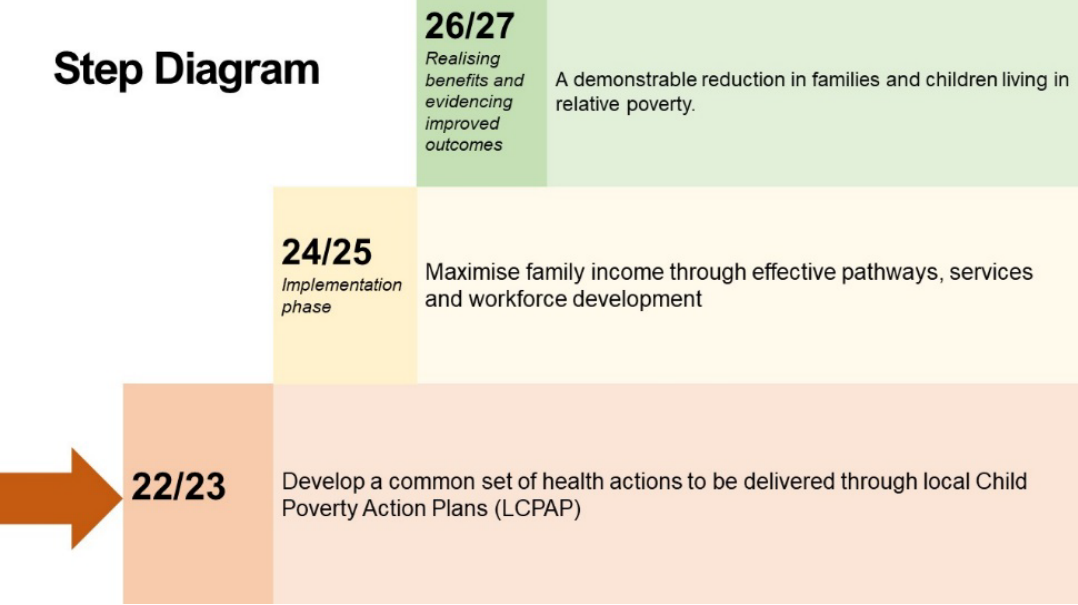 Step Diagram
26/27
Realising
benefits and
evidencing
improved
outcomes
A demonstrable reduction in families and children living in
relative poverty.
24/25
Implementation
phase
Maximise family income through effective pathways, services
and workforce development
22/23
Develop a common set of health actions to be delivered through local Child
Poverty Action Plans (LCPAP)